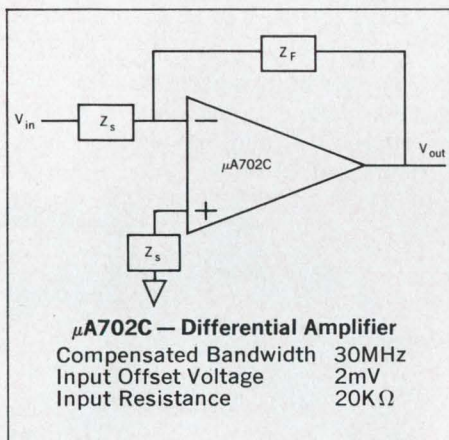 Z_F
V_in
Z_s
−
μA702C
V_out
+
Z_s
μA702C — Differential Amplifier
Compensated Bandwidth 30MHz
Input Offset Voltage 2mV
Input Resistance 20KΩ